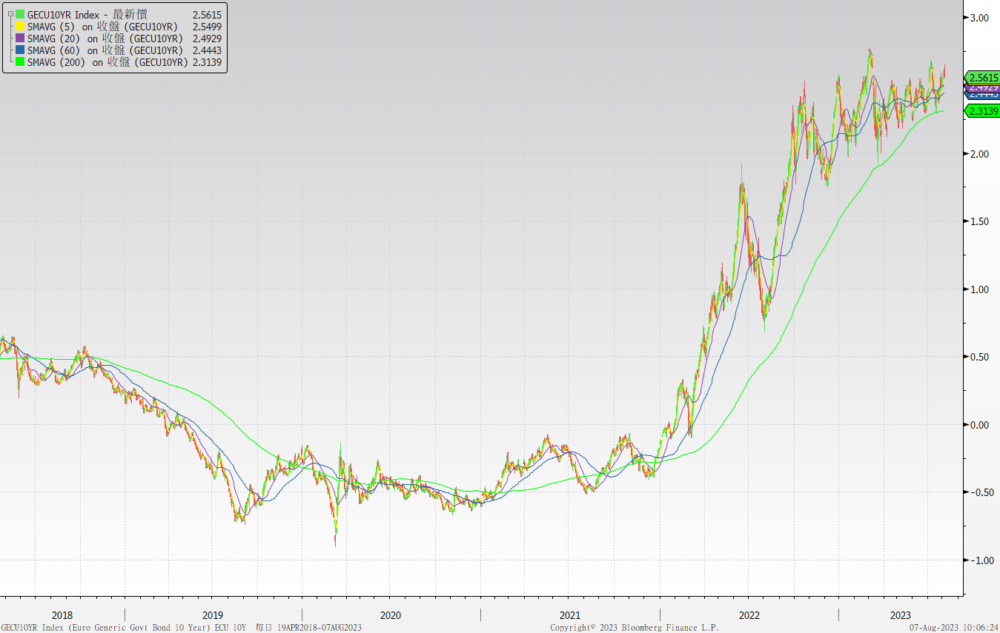 GECU10YR Index - 最新價 2.5615
SMAVG (5) on 收盤 (GECU10YR) 2.5499
SMAVG (20) on 收盤 (GECU10YR) 2.4929
SMAVG (60) on 收盤 (GECU10YR) 2.4443
SMAVG (200) on 收盤 (GECU10YR) 2.3139
3.00
2.5615
2.4929
2.4443
2.3139
2.00
1.50
1.00
0.50
0.00
-0.50
-1.00
2018 2019 2020 2021 2022 2023
GECU10YR Index (Euro Generic Govt Bond 10 Year) ECU 10Y 每日 19APR2018-07AUG2023 Copyright© 2023 Bloomberg Finance L.P. 07-Aug-2023 10:06:24